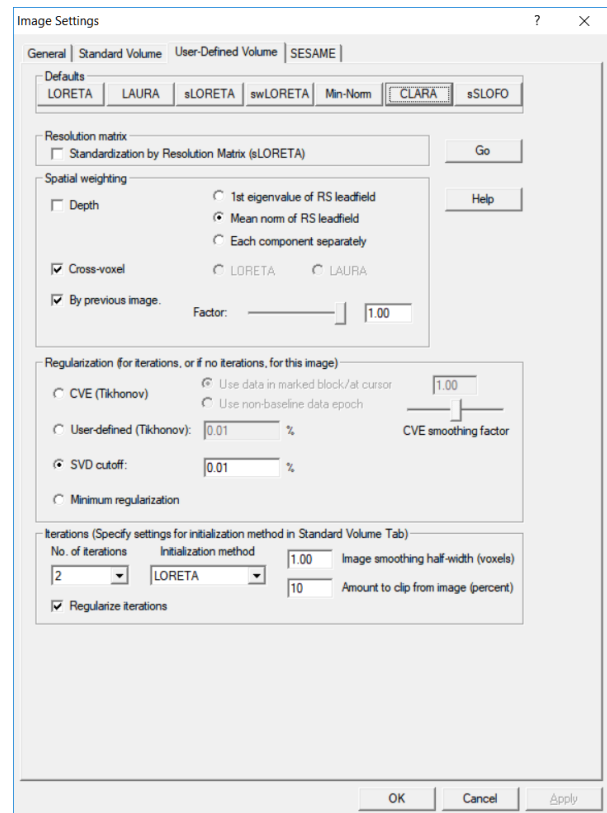 Image Settings ?
General Standard Volume User-Defined Volume SESAME
Defaults
LORETA LAURA sLORETA swLORETA Min-Norm CLARA sSLOFO
Resolution matrix
Standardization by Resolution Matrix (sLORETA) Go
Spatial weighting
1st eigenvalue of RS leadfield
Depth Mean norm of RS leadfield Help
Each component separately
Cross-voxel LORETA LAURA
By previous image.
Factor: 1.00
Regularization (for iterations, or if no iterations, for this image)
Use data in marked block/at cursor 1.00
CVE (Tikhonov)
Use non-baseline data epoch
User-defined (Tikhonov): 0.01 % CVE smoothing factor
SVD cutoff: 0.01 %
Minimum regularization
Iterations (Specify settings for initialization method in Standard Volume Tab)
No. of iterations Initialization method
1.00 Image smoothing half-width (voxels)
2 LORETA
10 Amount to clip from image (percent)
Regularize iterations
OK Cancel Apply